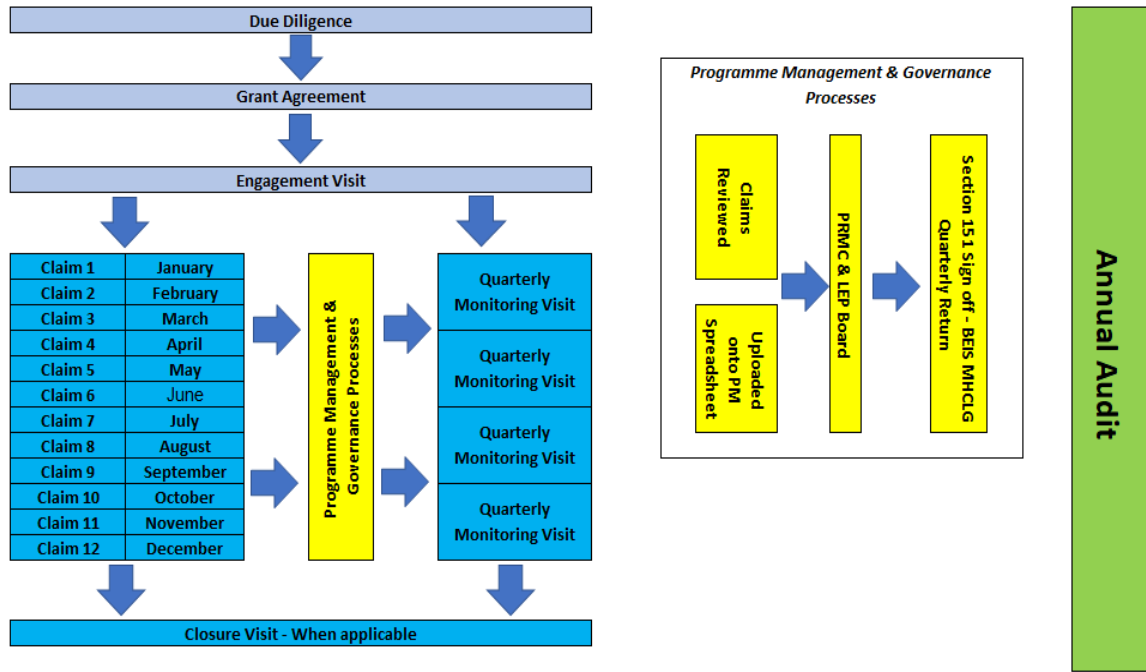 Due Diligence
Grant Agreement
Engagement Visit
Claim 1 January
Claim 2 February
Claim 3 March
Claim 4 April
Claim 5 May
Claim 6 June
Claim 7 July
Claim 8 August
Claim 9 September
Claim 10 October
Claim 11 November
Claim 12 December
Programme Management &
Governance Processes
Quarterly
Monitoring Visit
Quarterly
Monitoring Visit
Quarterly
Monitoring Visit
Quarterly
Monitoring Visit
Closure Visit - When applicable
Programme Management & Governance
Processes
Claims
Reviewed
Uploaded
onto PM
Spreadsheet
PRMC & LEP Board
Section 151 Sign off - BEIS MHCLG
Quarterly Return
Annual Audit